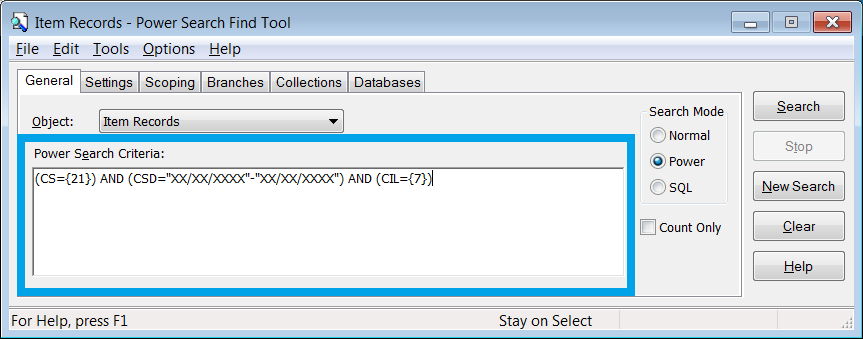 Item Records - Power Search Find Tool
File Edit Tools Options Help
General Settings Scoping Branches Collections Databases
Object: Item Records
Power Search Criteria:
(CS={21}) AND (CSD="XX/XX/XXXX"-"XX/XX/XXXX") AND (CIL={7})
Search Mode
Normal
Power
SQL
Count Only
Search
Stop
New Search
Clear
Help
For Help, press F1 Stay on Select